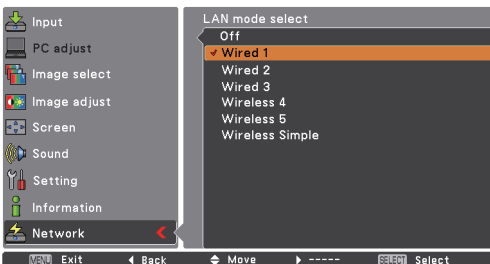 Input
PC adjust
Image select
Image adjust
Screen
Sound
Setting
Information
Network
LAN mode select
Off
Wired 1
Wired 2
Wired 3
Wireless 4
Wireless 5
Wireless Simple
MENU Exit Back Move ----- SELECT Select